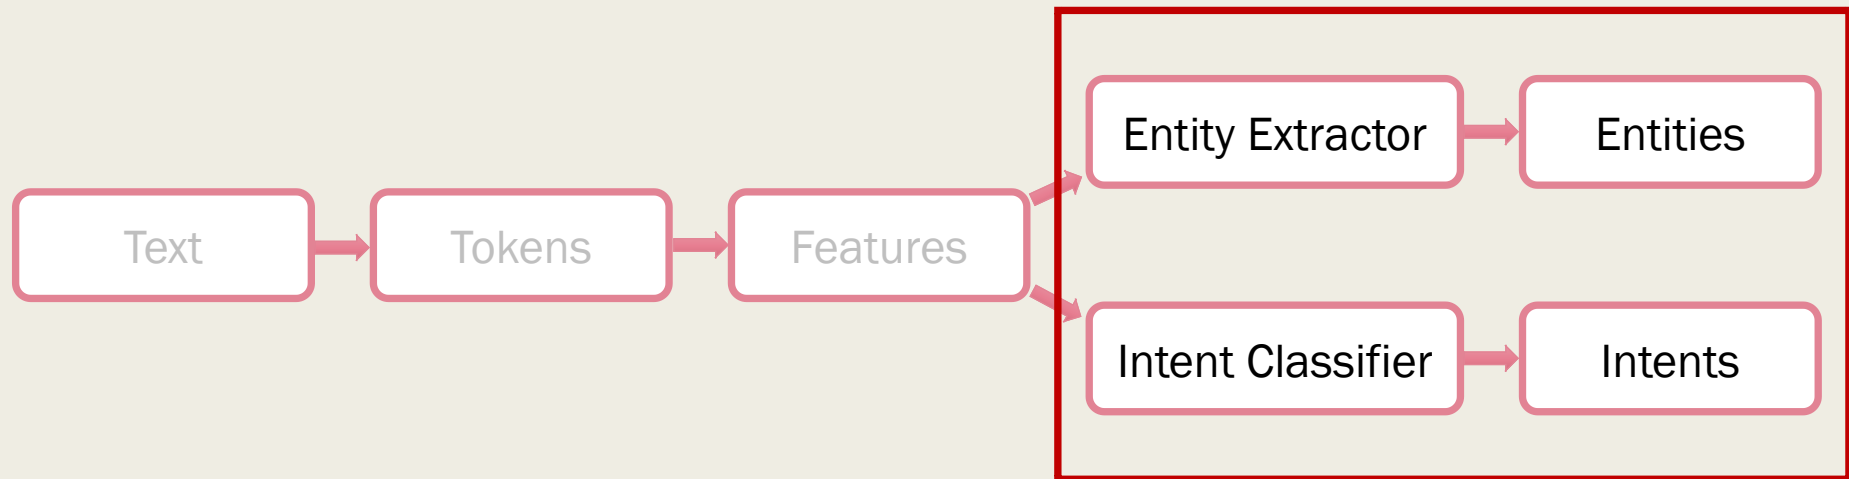 Text
Tokens
Features
Entity Extractor
Entities
Intent Classifier
Intents